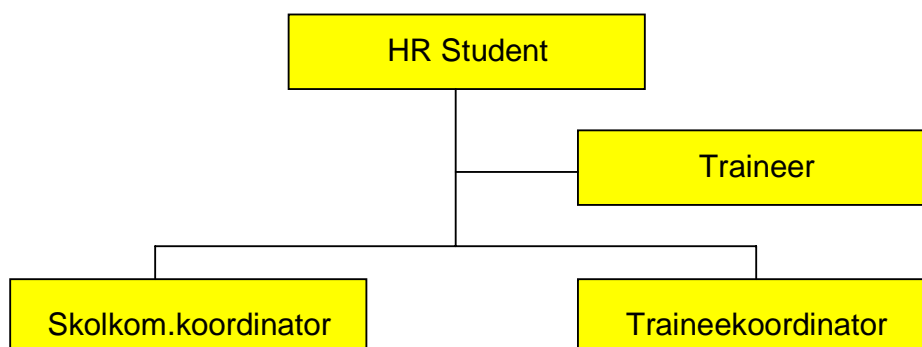 HR Student
Traineer
Skolkom.koordinator
Traineekoordinator